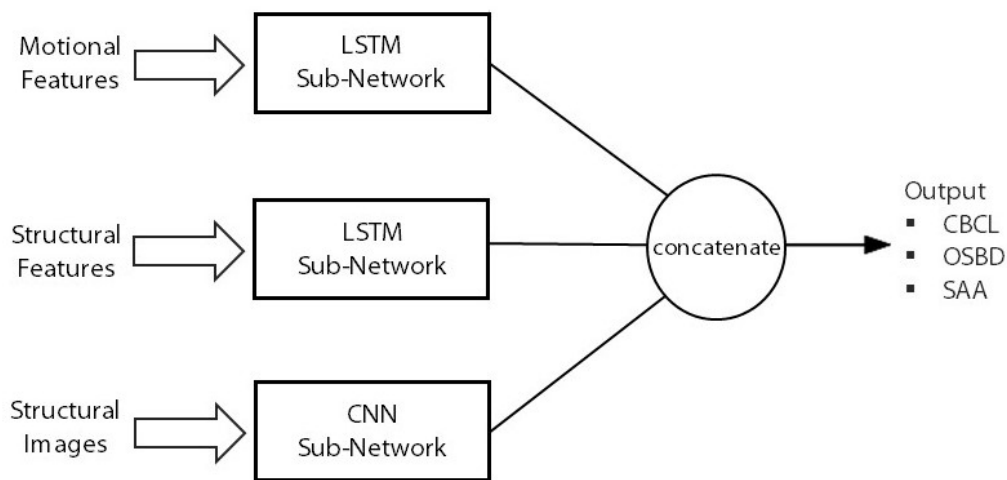 Motional
Features
LSTM
Sub-Network
Structural
Features
LSTM
Sub-Network
Structural
Images
CNN
Sub-Network
concatenate
Output
▪ CBCL
▪ OSBD
▪ SAA